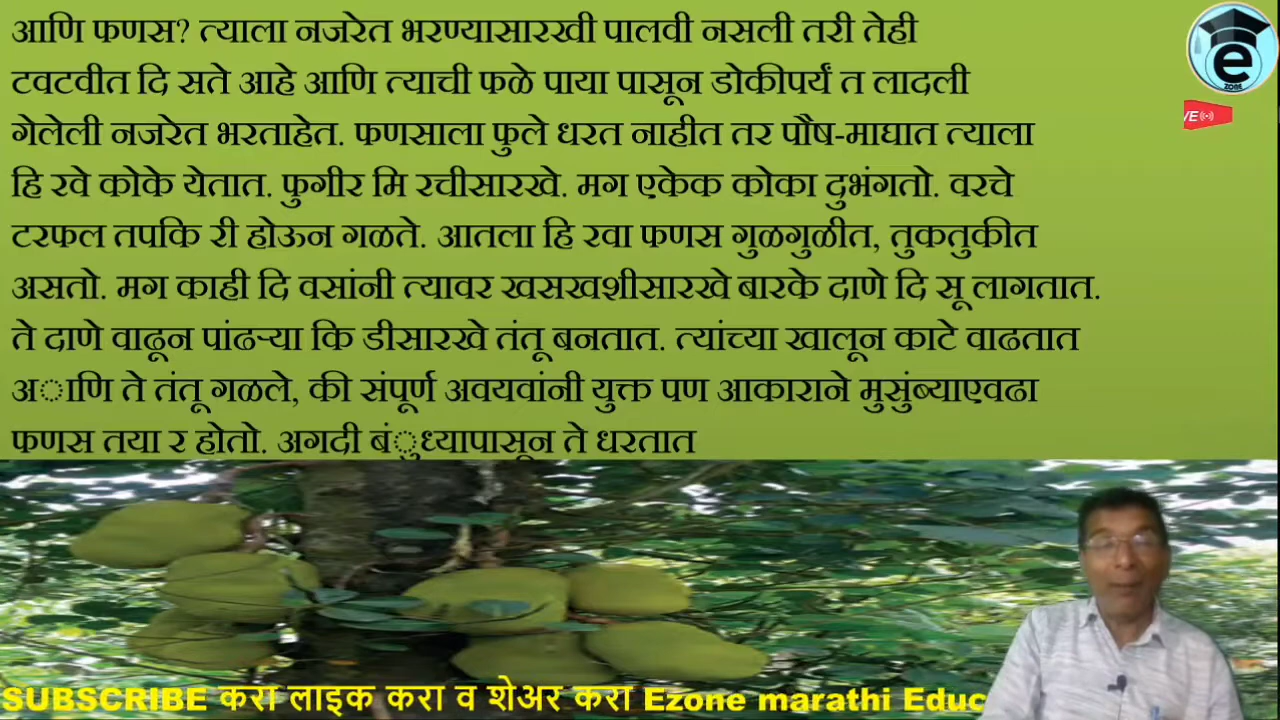 आणि फणस? त्याला नजरेत भरण्यासारखी पालवी नसली तरी तेही
टवटवीत दि सते आहे आणि त्याची फळे पाया पासून डोकीपर्यं त लादली
गेलेली नजरेत भरताहेत. फणसाला फुले धरत नाहीत तर पौष-माघात त्याला
हि रवे कोके येतात. फुगीर मि रचीसारखे. मग एकेक कोका दुभंगतो. वरचे
टरफल तपकि री होऊन गळते. आतला हि रवा फणस गुळगुळीत, तुकतुकीत
असतो. मग काही दि वसांनी त्यावर खसखशीसारखे बारके दाणे दि सू लागतात.
ते दाणे वाढून पांढऱ्या कि डीसारखे तंतू बनतात. त्यांच्या खालून काटे वाढतात
अाणि ते तंतू गळले, की संपूर्ण अवयवांनी युक्त पण आकाराने मुसुंब्याएवढा
फणस तया र होतो. अगदी बंुध्यापासून ते धरतात
e
ZONE
VE
SUBSCRIBE करा लाइक करा व शेअर करा Ezone marathi Educ